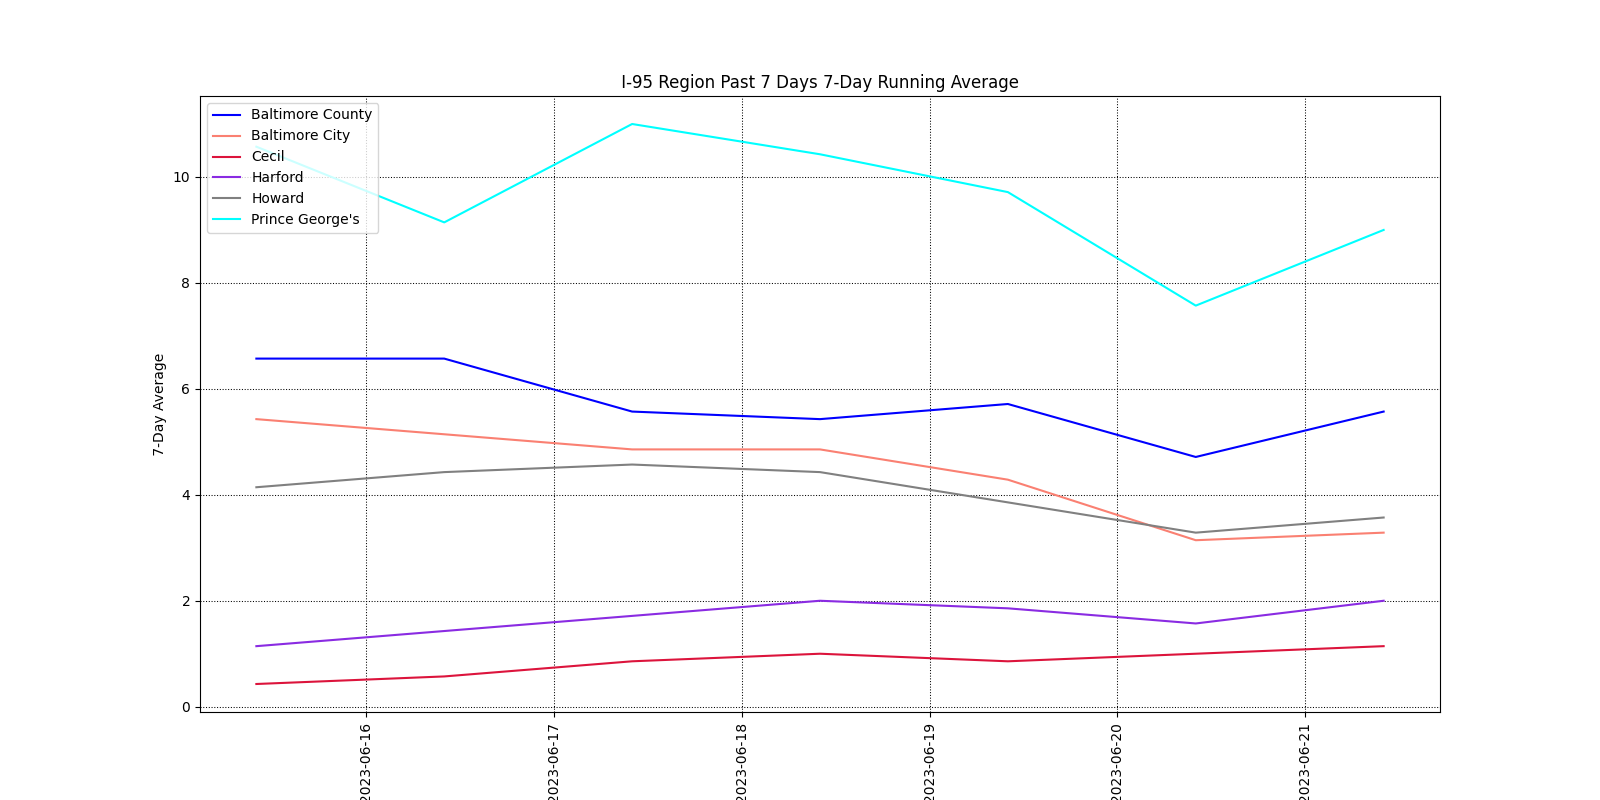 I-95 Region Past 7 Days 7-Day Running Average
Baltimore County
Baltimore City
Cecil
Harford
Howard
Prince George's
7-Day Average
10
8
6
4
2
0
2023-06-16
2023-06-17
2023-06-18
2023-06-19
2023-06-20
2023-06-21